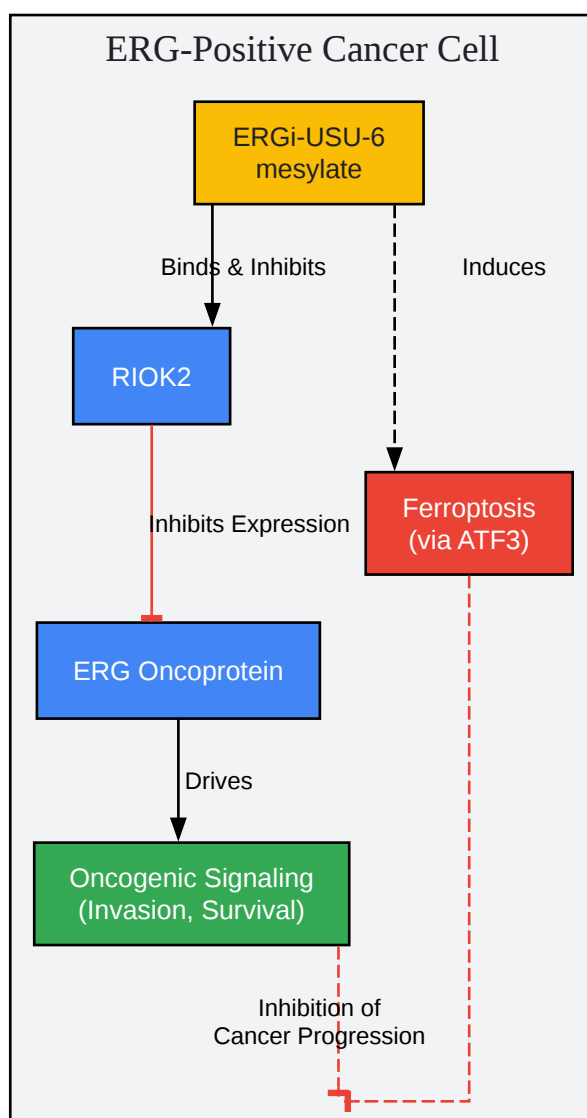 ERG-Positive Cancer Cell
ERGi-USU-6
mesylate
Binds & Inhibits
Induces
RIOK2
Ferroptosis
(via ATF3)
Inhibits Expression
ERG Oncoprotein
Drives
Oncogenic Signaling
(Invasion, Survival)
Inhibition of
Cancer Progression